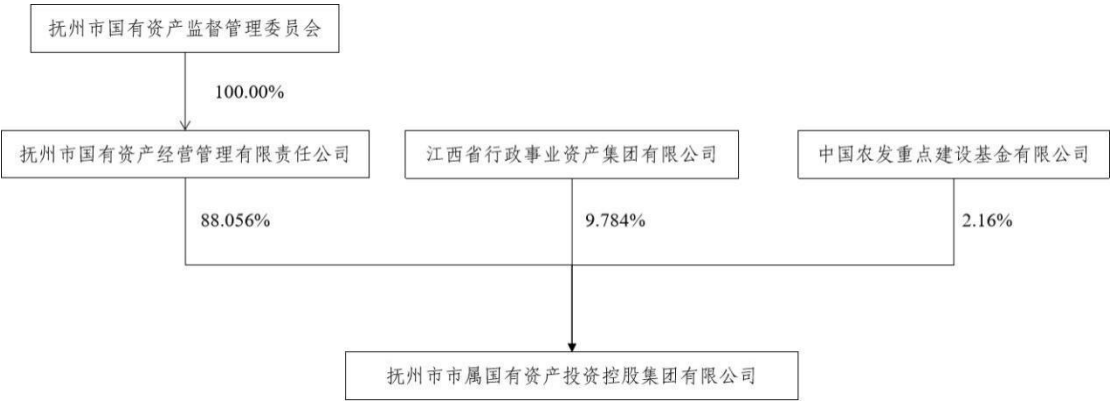 抚州市国有资产监督管理委员会
100.00%
抚州市国有资产经营管理有限责任公司
江西省行政事业资产集团有限公司
中国农发重点建设基金有限公司
88.056%
9.784%
2.16%
抚州市市属国有资产投资控股集团有限公司